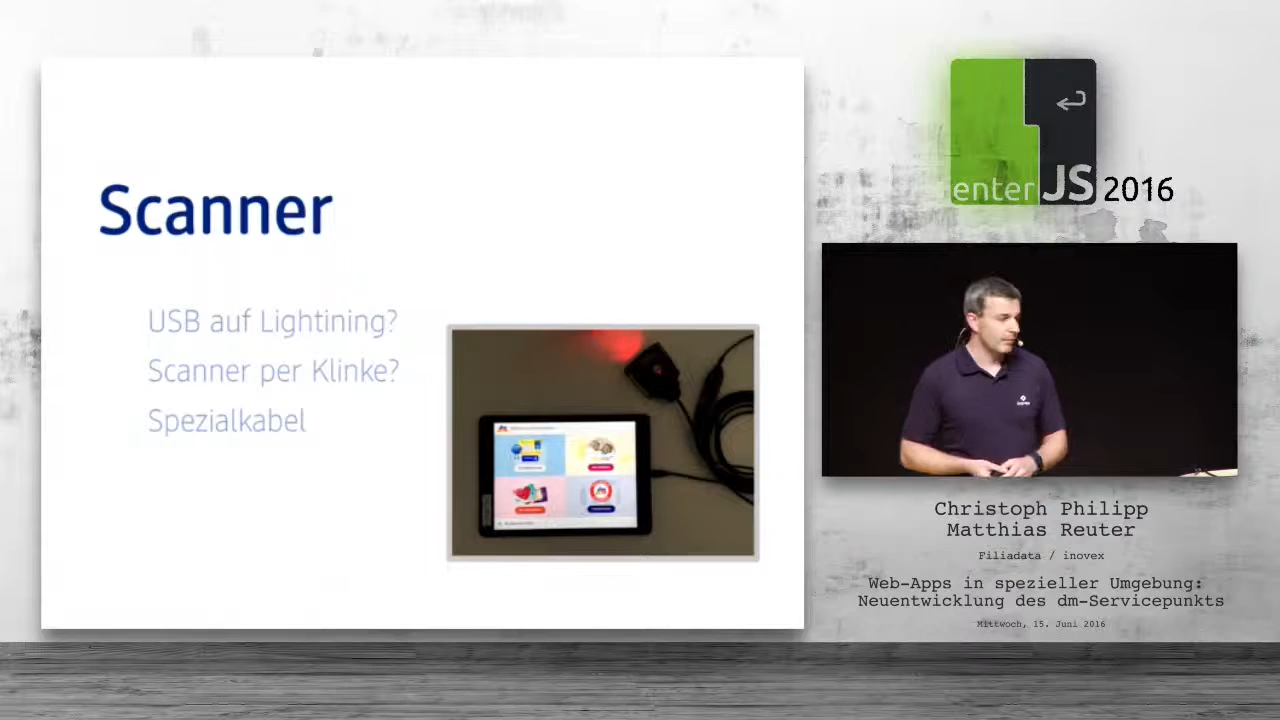 Scanner
USB auf Lightining?
Scanner per Klinke?
Spezialkabel
enter JS 2016
Christoph Philipp
Matthias Reuter
Filiadata / inovex
Web-Apps in spezieller Umgebung:
Neuentwicklung des dm-Servicepunkts
Mittwoch, 15. Juni 2016